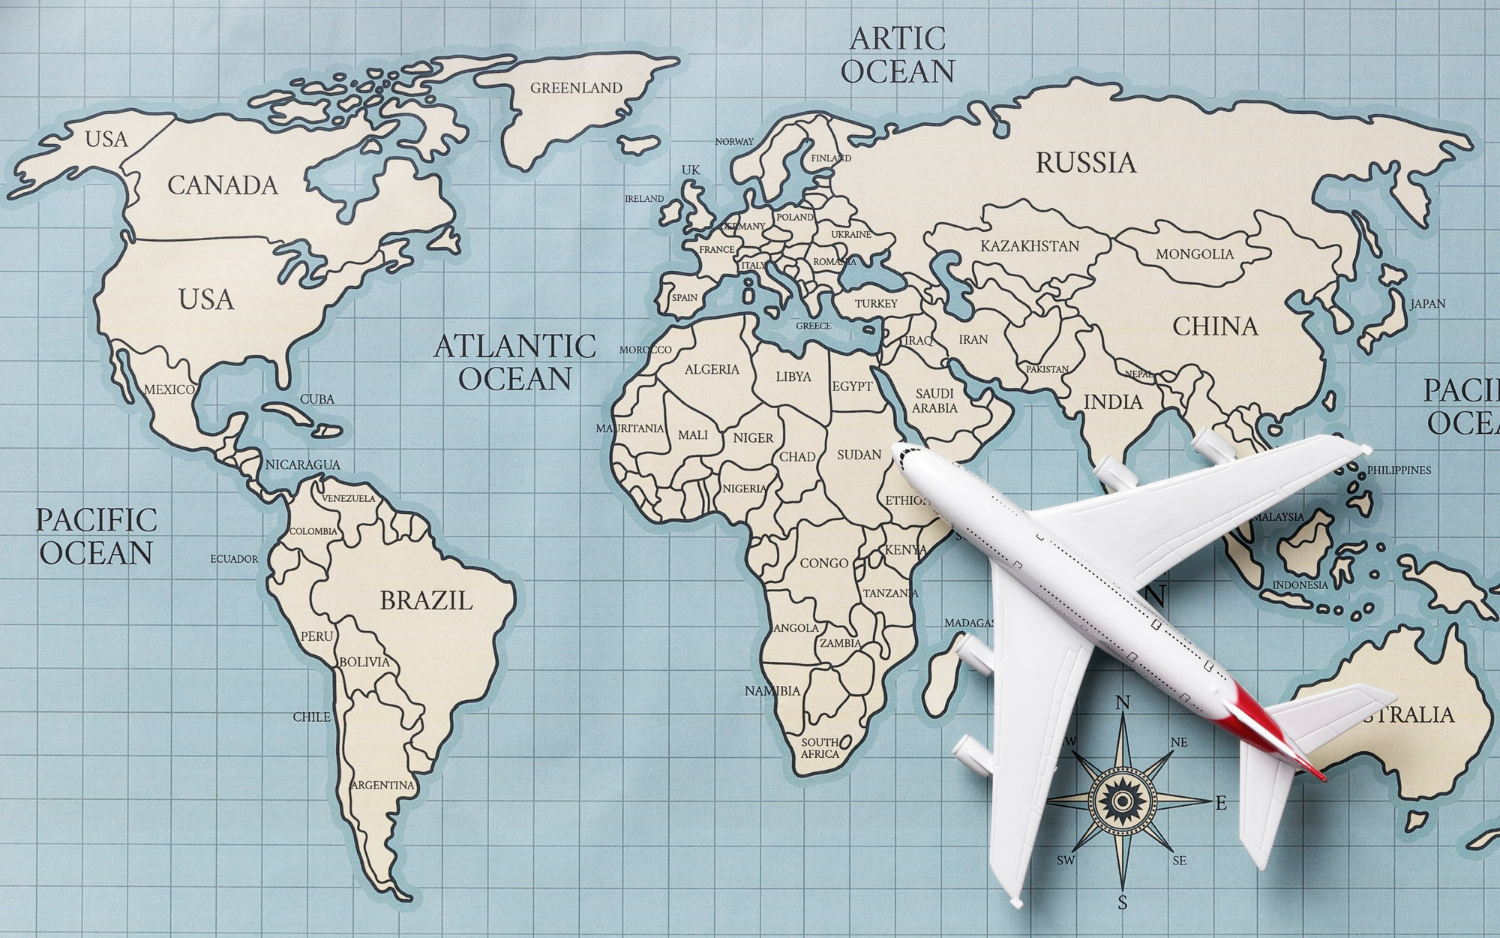 ARTIC
OCEAN
GREENLAND
USA
CANADA
NORWAY
FINLAND
RUSSIA
UK
IRELAND
GERMANY
POLAND
UKRAINE
FRANCE
ITALY
ROMANIA
KAZAKHSTAN
MONGOLIA
USA
SPAIN
TURKEY
GREECE
JAPAN
CHINA
ATLANTIC
OCEAN
MOROCCO
ALGERIA
LIBYA
EGYPT
IRAQ
IRAN
PAKISTAN
NEPAL
INDIA
SAUDI
ARABIA
PACI
OCEA
MEXICO
CUBA
MAURITANIA
MALI
NIGER
CHAD
SUDAN
NICARAGUA
VENEZUELA
NIGERIA
ETHIO
PHILIPPINES
PACIFIC
OCEAN
COLOMBIA
ECUADOR
MALAYSIA
CONGO
KENYA
S
INDONESIA
BRAZIL
TANZANIA
N
PERU
ANGOLA
ZAMBIA
MADAGAS
BOLIVIA
NAMIBIA
CHILE
SOUTH
AFRICA
STRALIA
ARGENTINA
N
W
NE
E
SW
SE
S